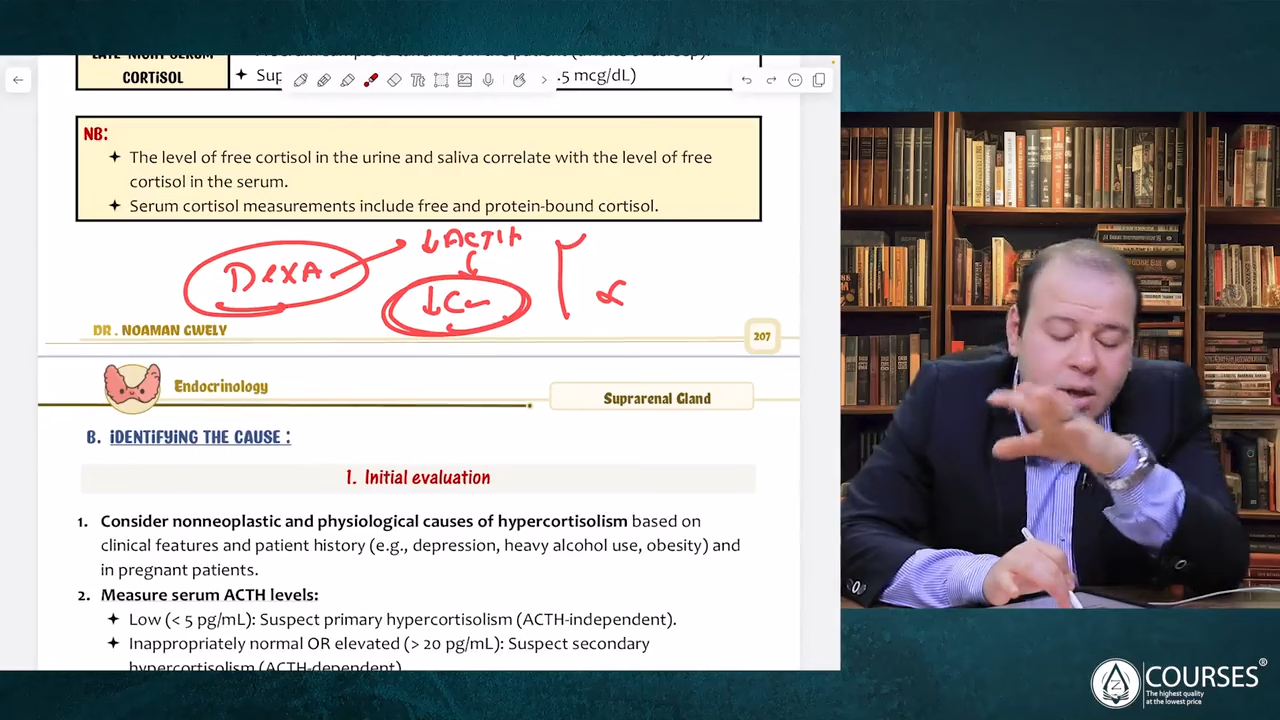 CORTiSOL
✦ Sup
.5 mcg/dL)
NB:
✦ The level of free cortisol in the urine and saliva correlate with the level of free
cortisol in the serum.
✦ Serum cortisol measurements include free and protein-bound cortisol.
↓ACTH
DexA
DR . NOAMAN GWELY
207
Endocrinology
Suprarenal Gland
B. iDENTiFYiNG THE CAUSE :
1. Initial evaluation
1. Consider nonneoplastic and physiological causes of hypercortisolism based on
clinical features and patient history (e.g., depression, heavy alcohol use, obesity) and
in pregnant patients.
2. Measure serum ACTH levels:
✦ Low (< 5 pg/mL): Suspect primary hypercortisolism (ACTH-independent).
✦ Inappropriately normal OR elevated (> 20 pg/mL): Suspect secondary
hypercortisolism (ACTH-dependent)
COURSES®
The highest quality
at the lowest price